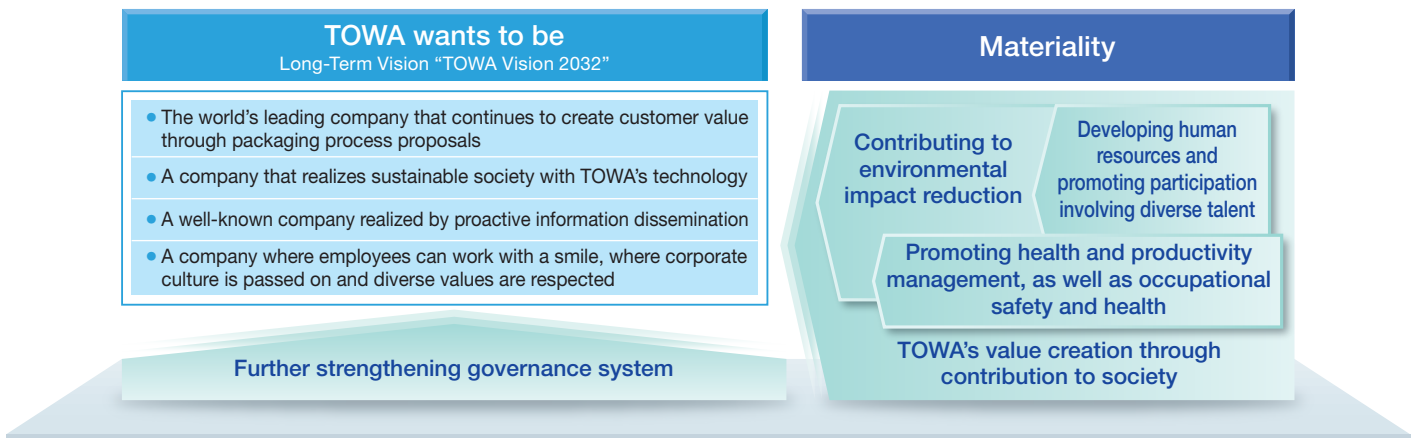 TOWA wants to be
Long-Term Vision “TOWA Vision 2032”
● The world’s leading company that continues to create customer value
through packaging process proposals
● A company that realizes sustainable society with TOWA’s technology
● A well-known company realized by proactive information dissemination
● A company where employees can work with a smile, where corporate
culture is passed on and diverse values are respected
Further strengthening governance system
Materiality
Contributing to
environmental
impact reduction
Developing human
resources and
promoting participation
involving diverse talent
Promoting health and productivity
management, as well as occupational
safety and health
TOWA’s value creation through
contribution to society